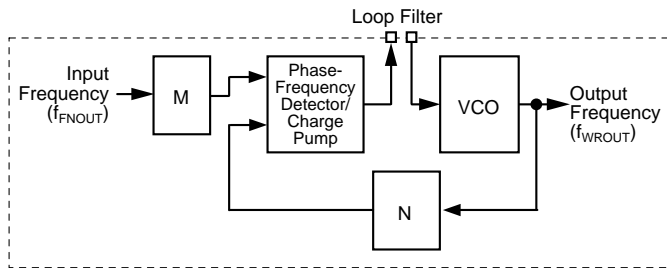 Loop Filter
Input
Frequency
(fFNOUT)
M
Phase-
Frequency
Detector/
Charge
Pump
VCO
Output
Frequency
(fWROUT)
N